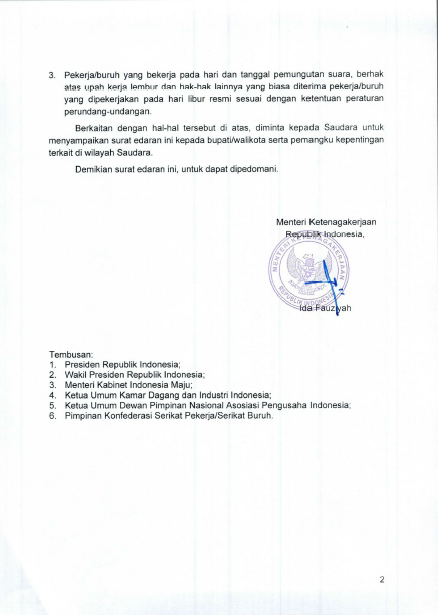 3. Pekerja/buruh yang bekerja pada hari dan tanggal pemungutan suara, berhak
atas upah kerja lembur dan hak-hak lainnya yang biasa diterima pekerja/buruh
yang dipekerjakan pada hari libur resmi sesuai dengan ketentuan peraturan
perundang-undangan.
Berkaitan dengan hal-hal tersebut di atas, diminta kepada Saudara untuk
menyampaikan surat edaran ini kepada bupati/walikota serta pemangku kepentingan
terkait di wilayah Saudara.
Demikian surat edaran ini, untuk dapat dipedomani.
Menteri Ketenagakerjaan
Republik Indonesia,
MENTERI KETENAGAKERJAAN
REPUBLIK INDONESIA
Ida Fauziyah
Tembusan:
1. Presiden Republik Indonesia;
2. Wakil Presiden Republik Indonesia;
3. Menteri Kabinet Indonesia Maju;
4. Ketua Umum Kamar Dagang dan Industri Indonesia;
5. Ketua Umum Dewan Pimpinan Nasional Asosiasi Pengusaha Indonesia;
6. Pimpinan Konfederasi Serikat Pekerja/Serikat Buruh.
2